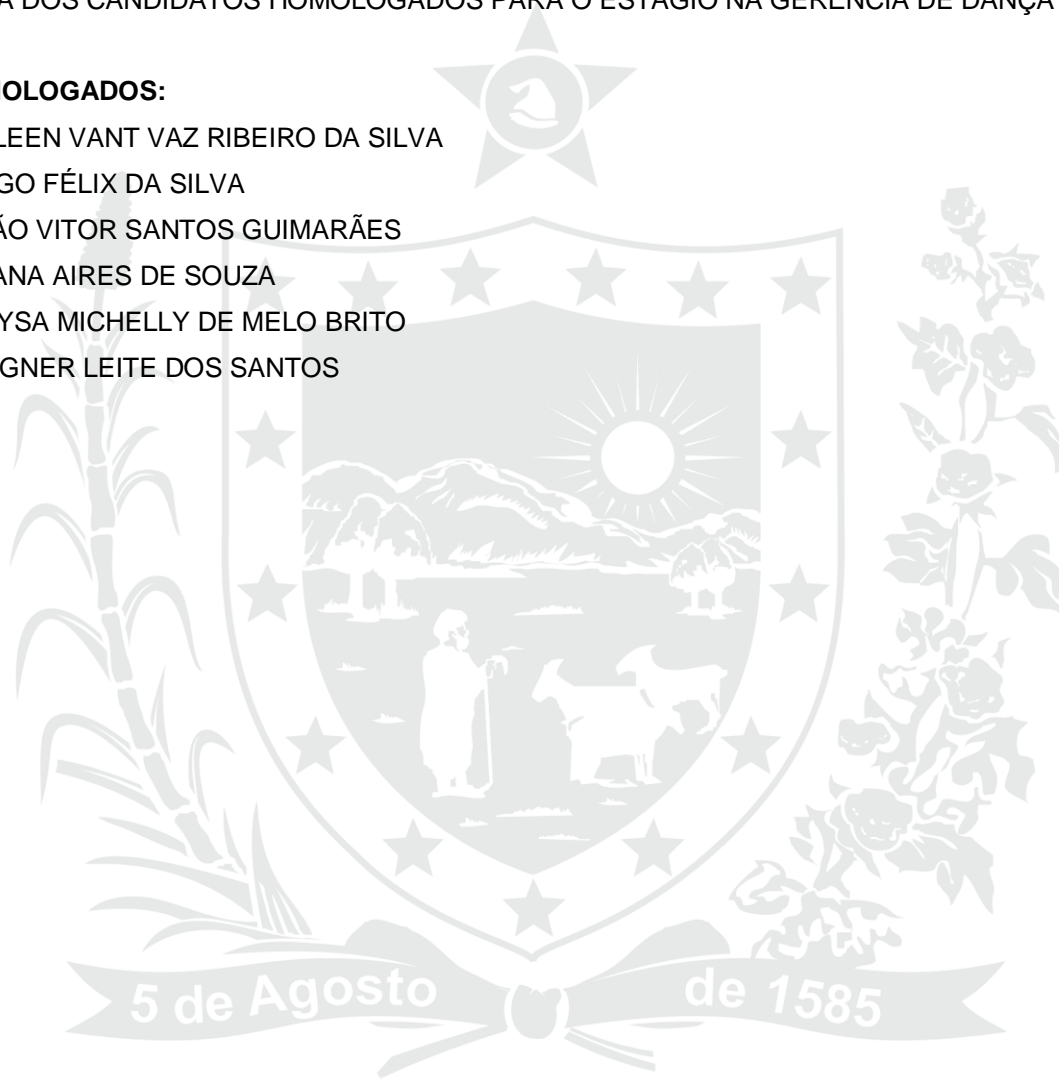 A DOS CANDIDATOS HOMOLOGADOS PARA O ESTÁGIO NA GERÊNCIA DE DANÇA
MOLOGADOS:
LEEN VANT VAZ RIBEIRO DA SILVA
GO FÉLIX DA SILVA
ÃO VITOR SANTOS GUIMARÃES
ANA AIRES DE SOUZA
YSA MICHELLY DE MELO BRITO
GNER LEITE DOS SANTOS
5 de Agosto de 1585